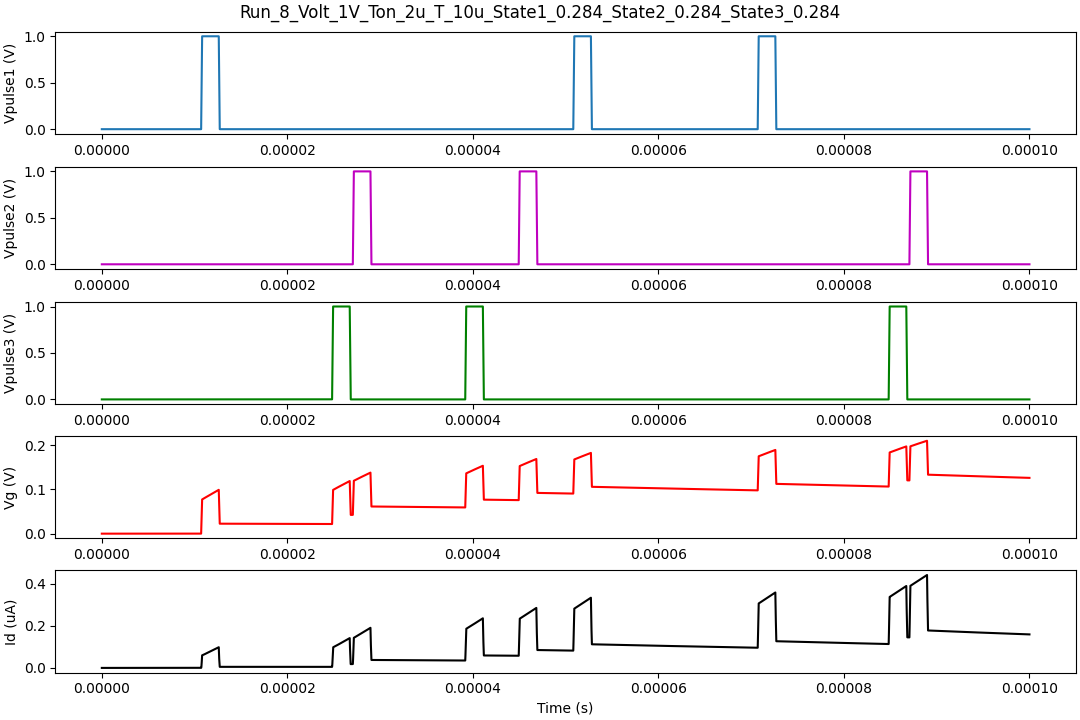 Run_8_Volt_1V_Ton_2u_T_10u_State1_0.284_State2_0.284_State3_0.284
Vpulse1 (V)
1.0
0.5
0.0
0.00000 0.00002 0.00004 0.00006 0.00008 0.00010
Vpulse2 (V)
1.0
0.5
0.0
0.00000 0.00002 0.00004 0.00006 0.00008 0.00010
Vpulse3 (V)
1.0
0.5
0.0
0.00000 0.00002 0.00004 0.00006 0.00008 0.00010
Vg (V)
0.2
0.1
0.0
0.00000 0.00002 0.00004 0.00006 0.00008 0.00010
Id (uA)
0.4
0.2
0.0
0.00000 0.00002 0.00004 0.00006 0.00008 0.00010
Time (s)